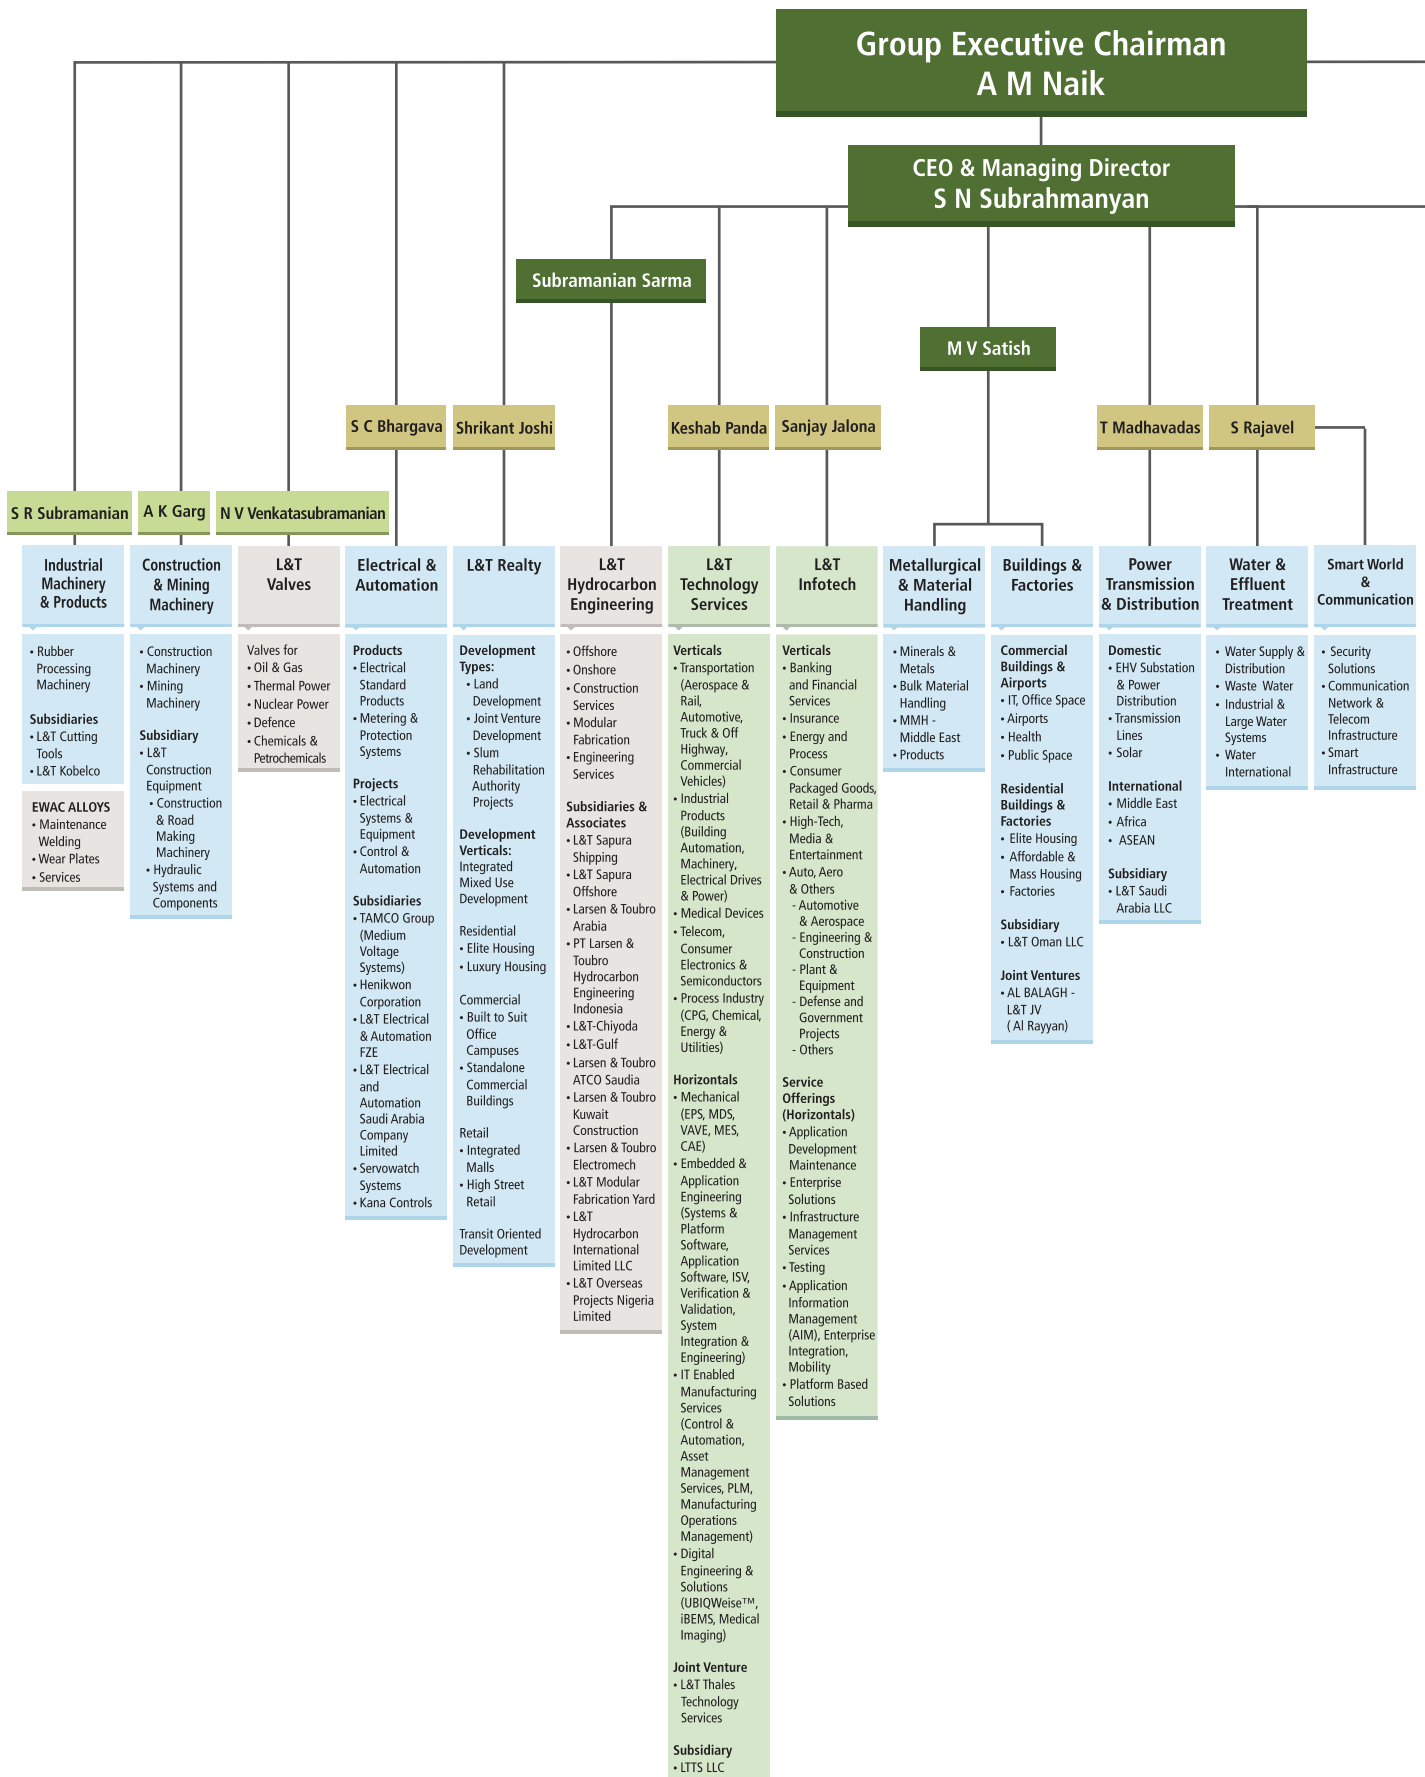 Group Executive Chairman
A M Naik
CEO & Managing Director
S N Subrahmanyan
Subramanian Sarma
M V Satish
S C Bhargava
Shrikant Joshi
Keshab Panda
Sanjay Jalona
T Madhavadas
S Rajavel
S R Subramanian
A K Garg
N V Venkatasubramanian
Industrial
Machinery
& Products
• Rubber
Processing
Machinery
Subsidiaries
• L&T Cutting
Tools
• L&T Kobelco
EWAC ALLOYS
• Maintenance
Welding
• Wear Plates
• Services
Construction
& Mining
Machinery
• Construction
Machinery
• Mining
Machinery
Subsidiary
• L&T
Construction
Equipment
• Construction
& Road
Making
Machinery
• Hydraulic
Systems and
Components
L&T
Valves
Valves for
• Oil & Gas
• Thermal Power
• Nuclear Power
• Defence
• Chemicals &
Petrochemicals
Electrical &
Automation
Products
• Electrical
Standard
Products
• Metering &
Protection
Systems
Projects
• Electrical
Systems &
Equipment
• Control &
Automation
Subsidiaries
• TAMCO Group
(Medium
Voltage
Systems)
• Henikwon
Corporation
• L&T Electrical
& Automation
FZE
• L&T Electrical
and
Automation
Saudi Arabia
Company
Limited
• Servowatch
Systems
• Kana Controls
L&T Realty
Development
Types:
• Land
Development
• Joint Venture
Development
• Slum
Rehabilitation
Authority
Projects
Development
Verticals:
Integrated
Mixed Use
Development
Residential
• Elite Housing
• Luxury Housing
Commercial
• Built to Suit
Office
Campuses
• Standalone
Commercial
Buildings
Retail
• Integrated
Malls
• High Street
Retail
Transit Oriented
Development
L&T
Hydrocarbon
Engineering
• Offshore
• Onshore
• Construction
Services
• Modular
Fabrication
• Engineering
Services
Subsidiaries &
Associates
• L&T Sapura
Shipping
• L&T Sapura
Offshore
• Larsen & Toubro
Arabia
• PT Larsen &
Toubro
Hydrocarbon
Engineering
Indonesia
• L&T-Chiyoda
• L&T-Gulf
• Larsen & Toubro
ATCO Saudia
• Larsen & Toubro
Kuwait
Construction
• Larsen & Toubro
Electromech
• L&T Modular
Fabrication Yard
• L&T
Hydrocarbon
International
Limited LLC
• L&T Overseas
Projects Nigeria
Limited
L&T
Technology
Services
Verticals
• Transportation
(Aerospace &
Rail,
Automotive,
Truck & Off
Highway,
Commercial
Vehicles)
• Industrial
Products
(Building
Automation,
Machinery,
Electrical Drives
& Power)
• Medical Devices
• Telecom,
Consumer
Electronics &
Semiconductors
• Process Industry
(CPG, Chemical,
Energy &
Utilities)
Horizontals
• Mechanical
(EPS, MDS,
VAVE, MES,
CAE)
• Embedded &
Application
Engineering
(Systems &
Platform
Software,
Application
Software, ISV,
Verification &
Validation,
System
Integration &
Engineering)
• IT Enabled
Manufacturing
Services
(Control &
Automation,
Asset
Management
Services, PLM,
Manufacturing
Operations
Management)
• Digital
Engineering &
Solutions
(UBIQWeise™,
iBEMS, Medical
Imaging)
Joint Venture
• L&T Thales
Technology
Services
Subsidiary
• LTTS LLC
L&T
Infotech
Verticals
• Banking
and Financial
Services
• Insurance
• Energy and
Process
• Consumer
Packaged Goods,
Retail & Pharma
• High-Tech,
Media &
Entertainment
• Auto, Aero
& Others
- Automotive
& Aerospace
- Engineering &
Construction
- Plant &
Equipment
- Defense and
Government
Projects
- Others
Service
Offerings
(Horizontals)
• Application
Development
Maintenance
• Enterprise
Solutions
• Infrastructure
Management
Services
• Testing
• Application
Information
Management
(AIM), Enterprise
Integration,
Mobility
• Platform Based
Solutions
Metallurgical
& Material
Handling
• Minerals &
Metals
• Bulk Material
Handling
• MMH -
Middle East
• Products
Buildings &
Factories
Commercial
Buildings &
Airports
• IT, Office Space
• Airports
• Health
• Public Space
Residential
Buildings &
Factories
• Elite Housing
• Affordable &
Mass Housing
• Factories
Subsidiary
• L&T Oman LLC
Joint Ventures
• AL BALAGH -
L&T JV
( Al Rayyan)
Power
Transmission
& Distribution
Domestic
• EHV Substation
& Power
Distribution
• Transmission
Lines
• Solar
International
• Middle East
• Africa
• ASEAN
Subsidiary
• L&T Saudi
Arabia LLC
Water &
Effluent
Treatment
• Water Supply &
Distribution
• Waste Water
• Industrial &
Large Water
Systems
• Water
International
Smart World
&
Communication
• Security
Solutions
• Communication
Network &
Telecom
Infrastructure
• Smart
Infrastructure